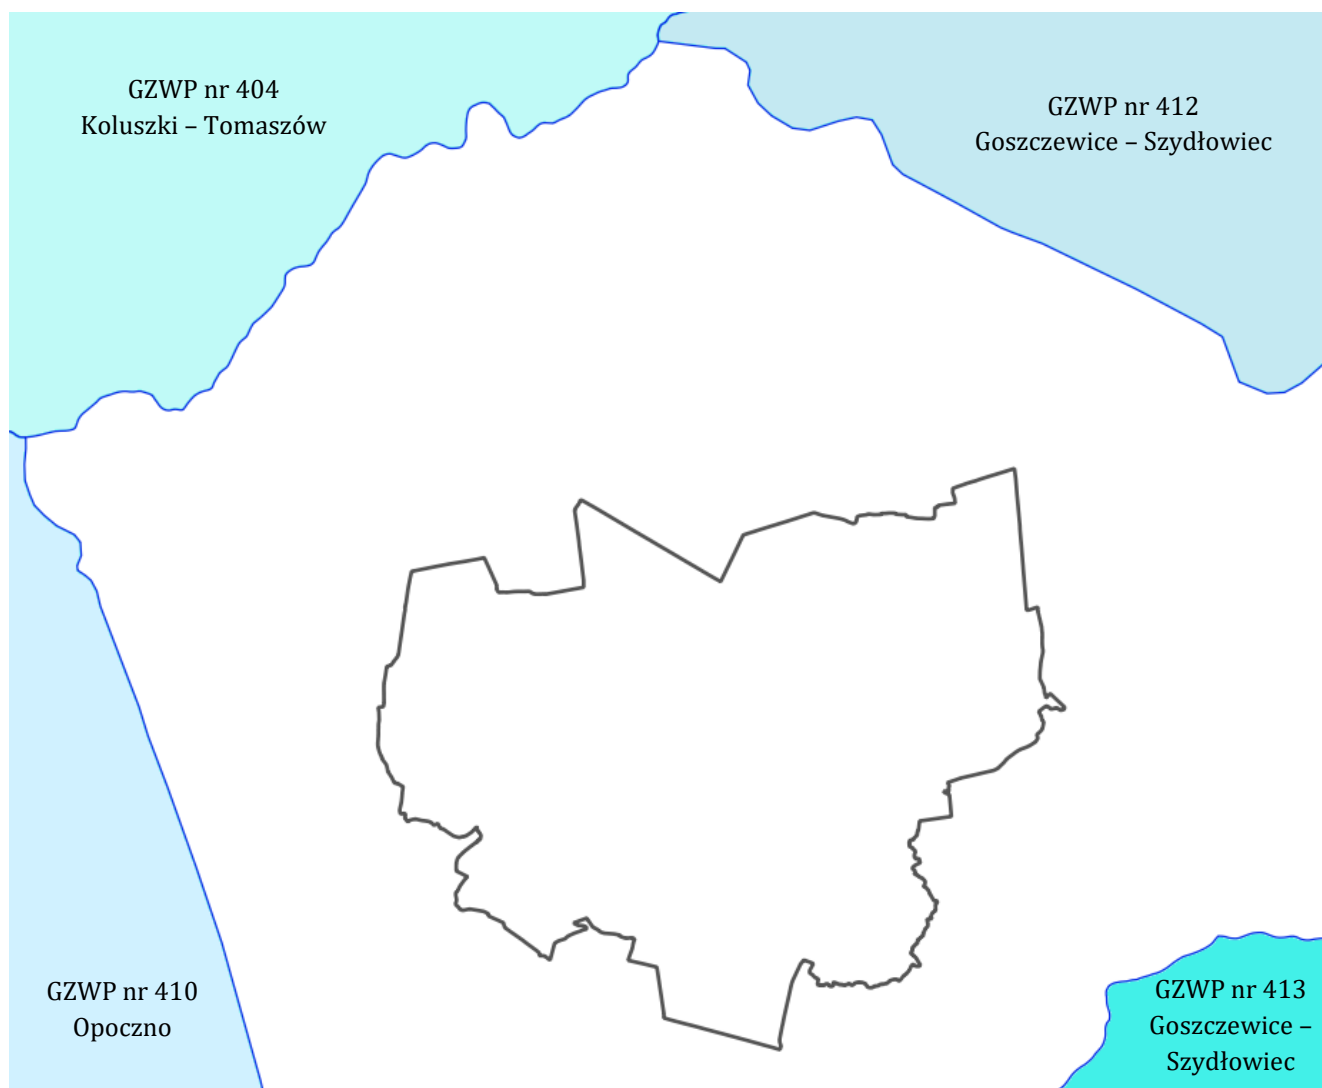 GZWP nr 404
Koluszki – Tomaszów
GZWP nr 412
Goszczewice – Szydłowiec
GZWP nr 410
Opoczno
GZWP nr 413
Goszczewice –
Szydłowiec